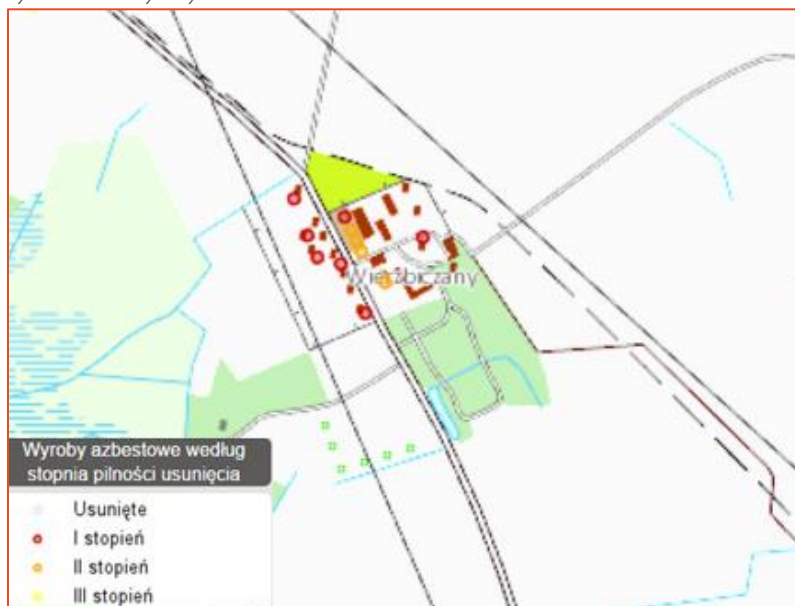 Wierzbiczany
Wyroby azbestowe według
stopnia pilności usunięcia
Usunięte
I stopień
II stopień
III stopień